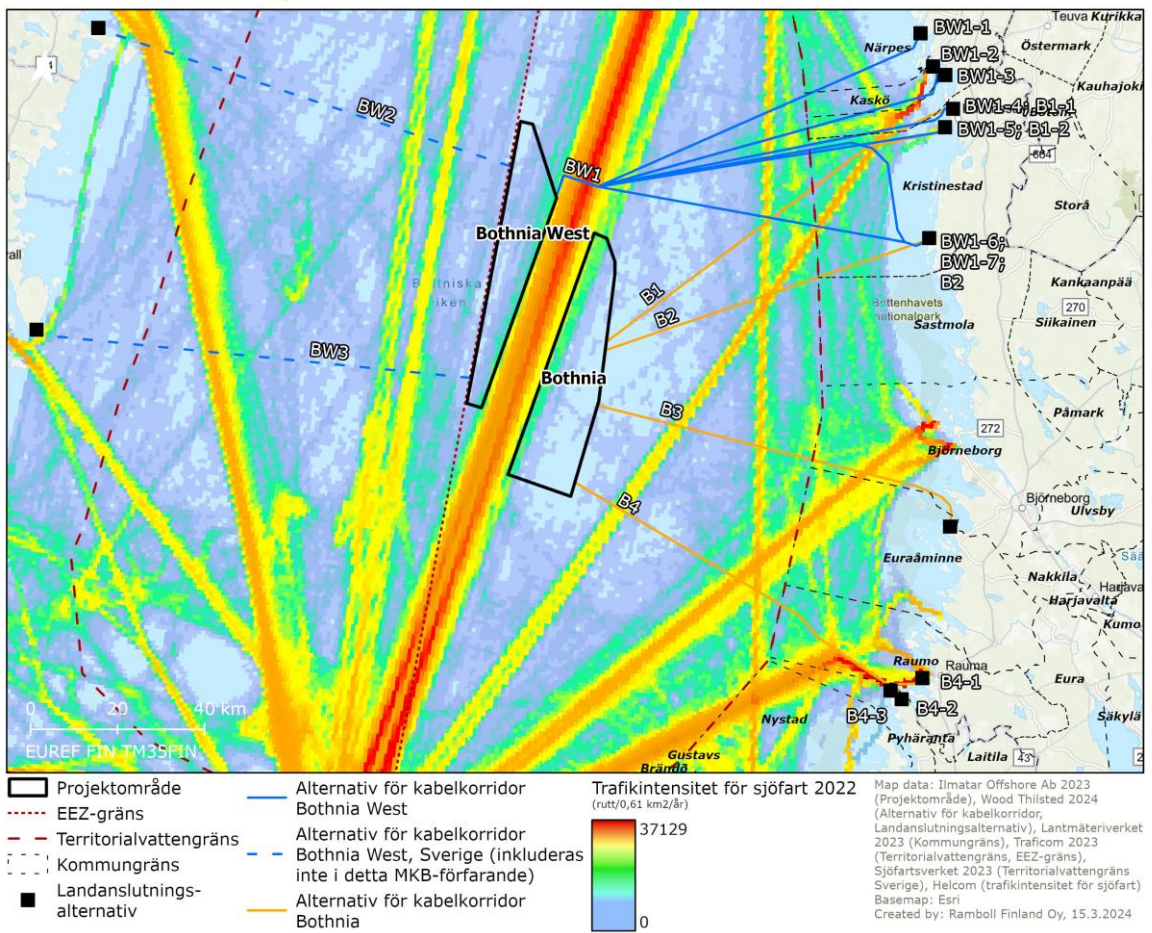 Teuva
Kurikka
BW1-1
Närpes
Östermark
BW1-2
BW1-3
Kauhajoki
Kaskö
BW2
BW1-4; B1-1
BW1-5; B1-2
664
BW1
Kristinestad
Storå
Bothnia West
BW1-6;
BW1-7;
B2
Kankaanpää
B1
B2
270
Bottenhavets
nationalpark
Sastmola
Siikainen
BW3
Bothnia
Påmark
B3
272
Björneborg
Björneborg
Ulvsby
B4
Euraåminne
Nakkila
Harjavalta
Kumo
Raumo
Rauma
B4-1
Eura
B4-2
B4-3
Säkylä
Nystad
Pyhäranta
Laitila
43
2
Gustavs
Brändö
0 20 40 km
EUREF FIN TM35FIN
Projektområde
EEZ-gräns
Territorialvattengräns
Kommungräns
Landanslutnings-
alternativ
Alternativ för kabelkorridor
Bothnia West
Alternativ för kabelkorridor
Bothnia West, Sverige (inkluderas
inte i detta MKB-förfarande)
Alternativ för kabelkorridor
Bothnia
Trafikintensitet för sjöfart 2022
(rutt/0,61 km2/år)
37129
0
Map data: Ilmatar Offshore Ab 2023
(Projektområde), Wood Thilsted 2024
(Alternativ för kabelkorridor,
Landanslutningsalternativ), Lantmäteriverket
2023 (Kommungräns), Traficom 2023
(Territorialvattengräns, EEZ-gräns),
Sjöfartsverket 2023 (Territorialvattengräns
Sverige), Helcom (trafikintensitet för sjöfart)
Basemap: Esri
Created by: Ramboll Finland Oy, 15.3.2024